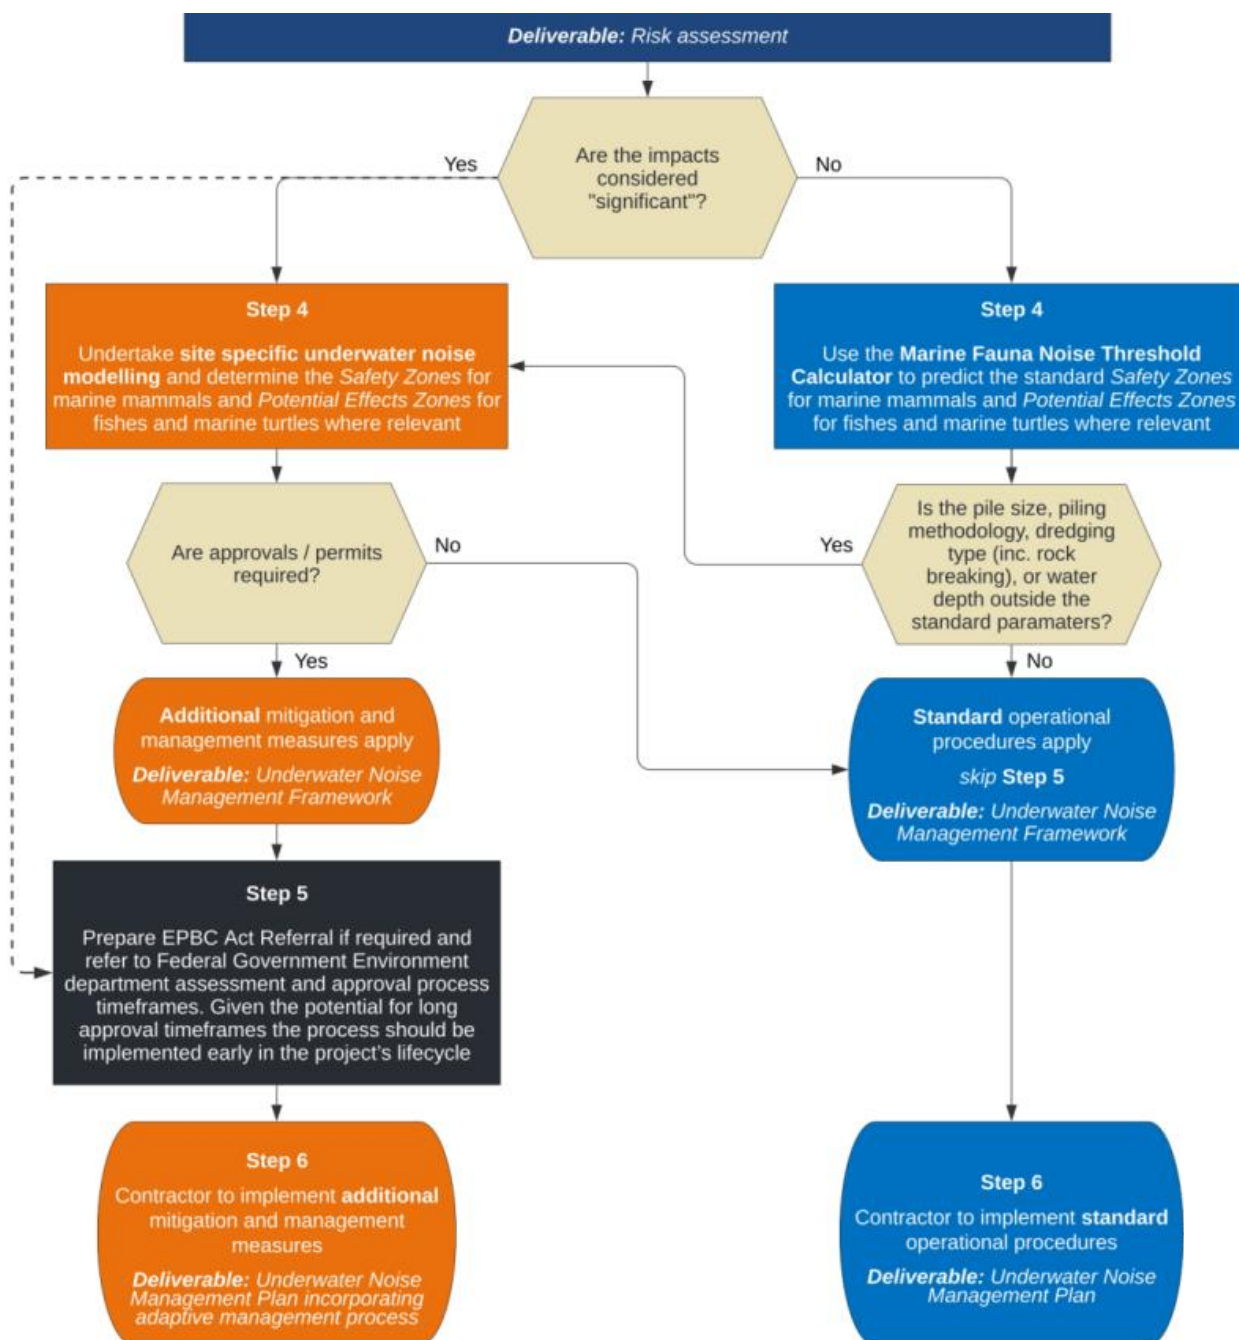 Deliverable: Risk assessment
Are the impacts
considered
"significant"?
Yes
No
Step 4
Undertake site specific underwater noise
modelling and determine the Safety Zones for
marine mammals and Potential Effects Zones for
fishes and marine turtles where relevant
Step 4
Use the Marine Fauna Noise Threshold
Calculator to predict the standard Safety Zones
for marine mammals and Potential Effects Zones
for fishes and marine turtles where relevant
Are approvals / permits
required?
No
Yes
Is the pile size, piling
methodology, dredging
type (inc. rock
breaking), or water
depth outside the
standard paramaters?
Yes
No
Additional mitigation and
management measures apply
Deliverable: Underwater Noise
Management Framework
Standard operational
procedures apply
skip Step 5
Deliverable: Underwater Noise
Management Framework
Step 5
Prepare EPBC Act Referral if required and
refer to Federal Government Environment
department assessment and approval process
timeframes. Given the potential for long
approval timeframes the process should be
implemented early in the project's lifecycle
Step 6
Contractor to implement additional
mitigation and management
measures
Deliverable: Underwater Noise
Management Plan incorporating
adaptive management process
Step 6
Contractor to implement standard
operational procedures
Deliverable: Underwater Noise
Management Plan